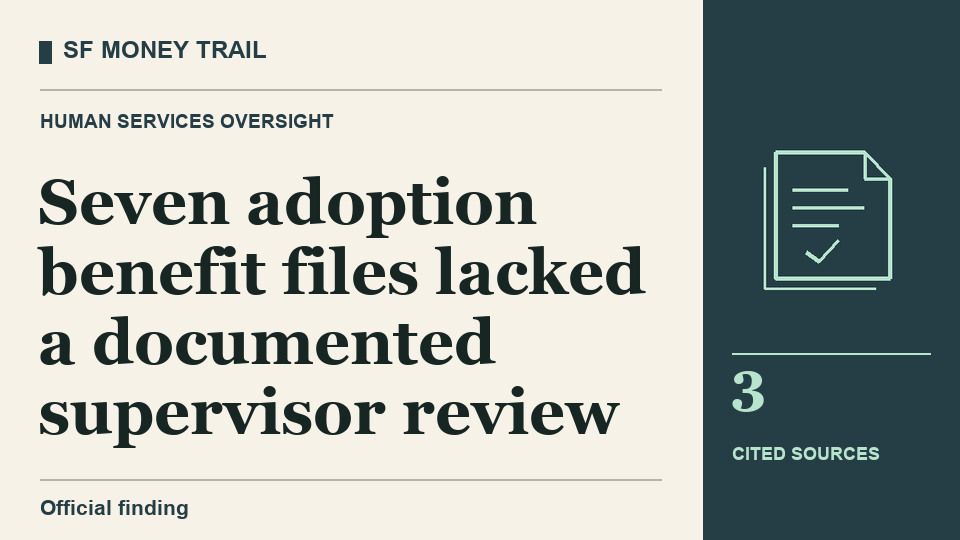 SF MONEY TRAIL
HUMAN SERVICES OVERSIGHT
Seven adoption
benefit files lacked
a documented
supervisor review
Official finding
3
CITED SOURCES